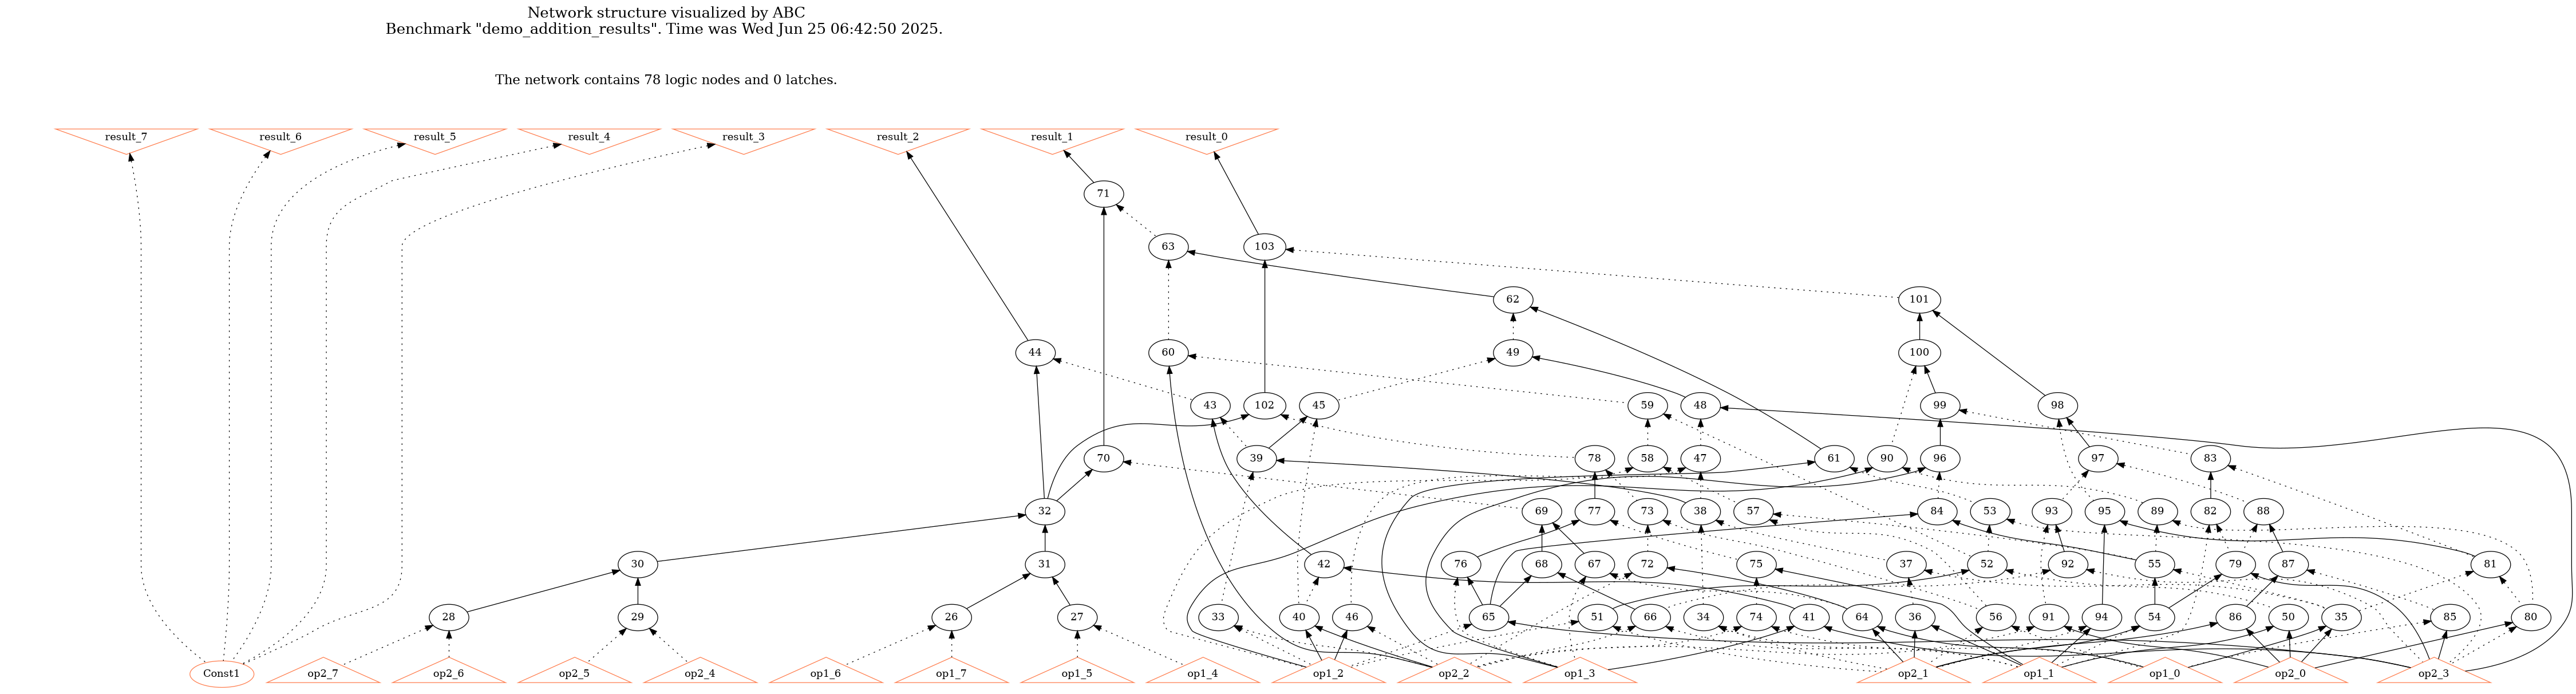 Network structure visualized by ABC
Benchmark "demo_addition_results". Time was Wed Jun 25 06:42:50 2025.
The network contains 78 logic nodes and 0 latches.
result_7 result_6 result_5 result_4 result_3 result_2 result_1 result_0
71
63 103
62 101
44 60 49 100
43 102 45 59 48 99 98
70 39 78 58 47 61 90 96 97 83
32 69 77 73 38 57 84 53 93 95 89 82 88
30 31 42 76 68 67 72 75 37 52 92 55 79 87 81
28 29 26 27 33 40 46 65 51 66 34 74 41 64 36 56 91 94 54 86 50 35 85 80
Const1 op2_7 op2_6 op2_5 op2_4 op1_6 op1_7 op1_5 op1_4 op1_2 op2_2 op1_3 op2_1 op1_1 op1_0 op2_0 op2_3